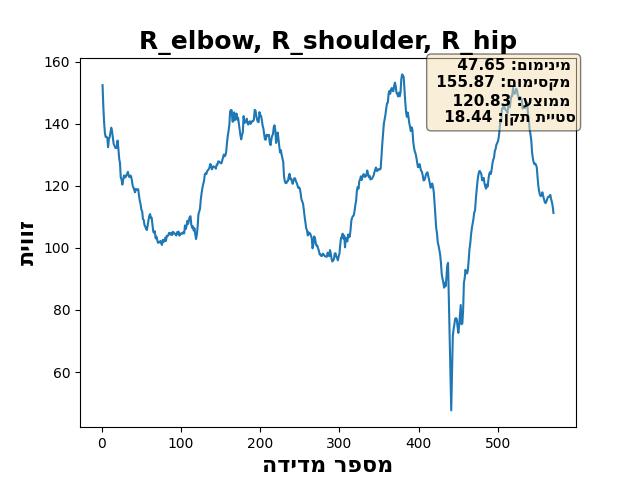 R_elbow, R_shoulder, R_hip
מינימום: 47.65
מקסימום: 155.87
ממוצע: 120.83
סטיית תקן: 18.44
זווית
160
140
120
100
80
60
0 100 200 300 400 500
מספר מדידה